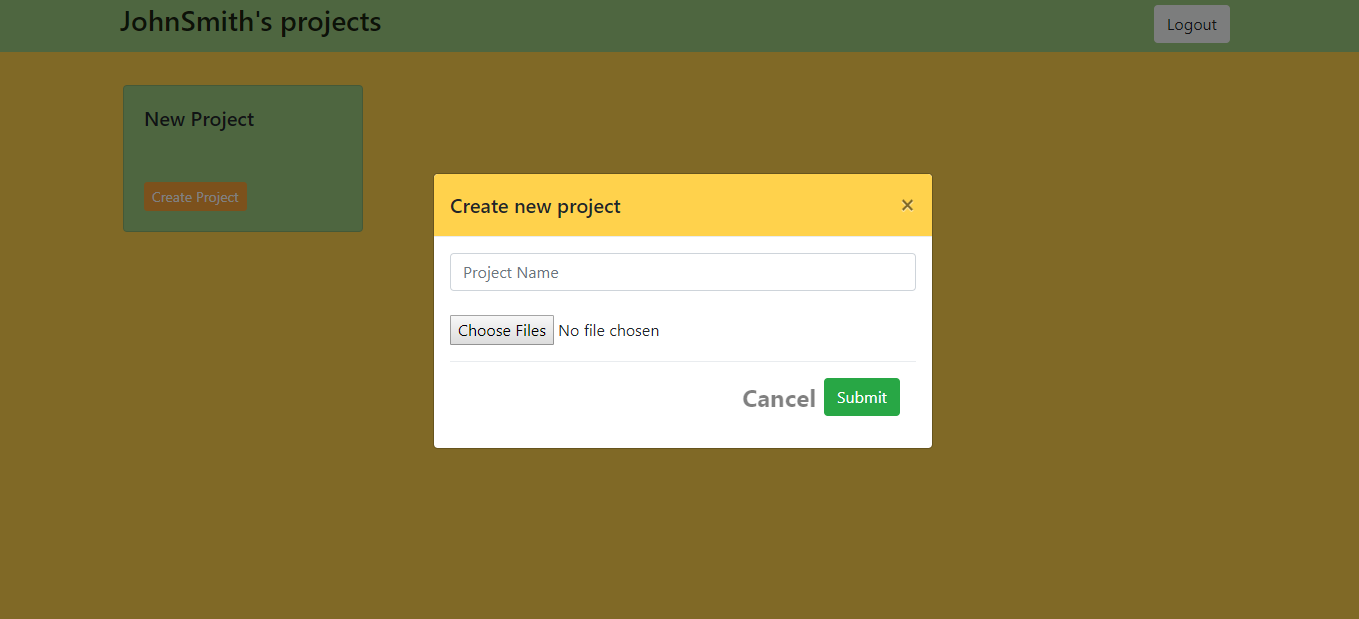 JohnSmith's projects
Logout
New Project
Create Project
Create new project
×
Project Name
Choose Files No file chosen
Cancel Submit